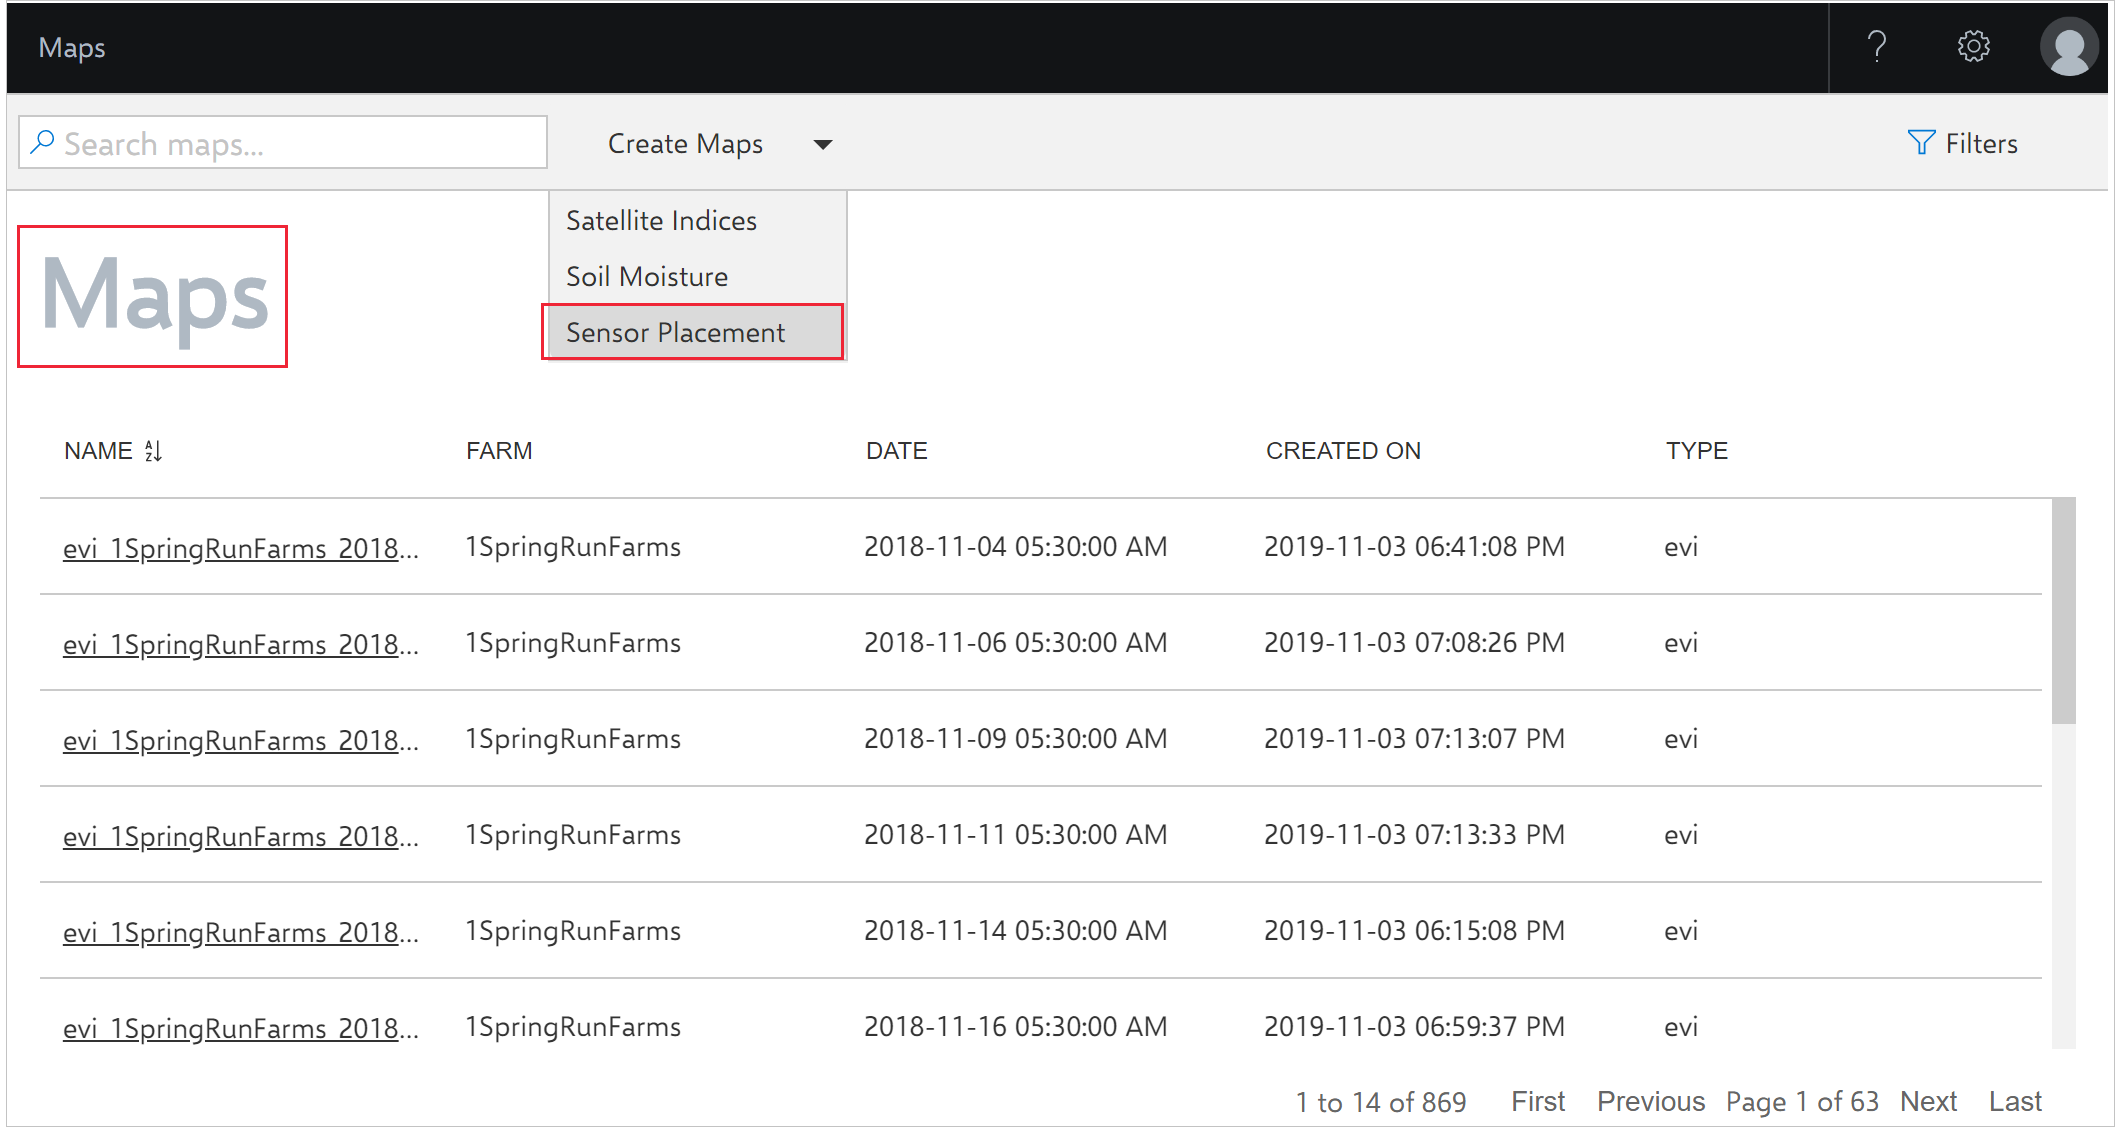 Maps
Search maps...
Create Maps
Filters
Satellite Indices
Soil Moisture
Sensor Placement
Maps
NAME FARM DATE CREATED ON TYPE
evi_1SpringRunFarms_2018... 1SpringRunFarms 2018-11-04 05:30:00 AM 2019-11-03 06:41:08 PM evi
evi_1SpringRunFarms_2018... 1SpringRunFarms 2018-11-06 05:30:00 AM 2019-11-03 07:08:26 PM evi
evi_1SpringRunFarms_2018... 1SpringRunFarms 2018-11-09 05:30:00 AM 2019-11-03 07:13:07 PM evi
evi_1SpringRunFarms_2018... 1SpringRunFarms 2018-11-11 05:30:00 AM 2019-11-03 07:13:33 PM evi
evi_1SpringRunFarms_2018... 1SpringRunFarms 2018-11-14 05:30:00 AM 2019-11-03 06:15:08 PM evi
evi_1SpringRunFarms_2018... 1SpringRunFarms 2018-11-16 05:30:00 AM 2019-11-03 06:59:37 PM evi
1 to 14 of 869 First Previous Page 1 of 63 Next Last